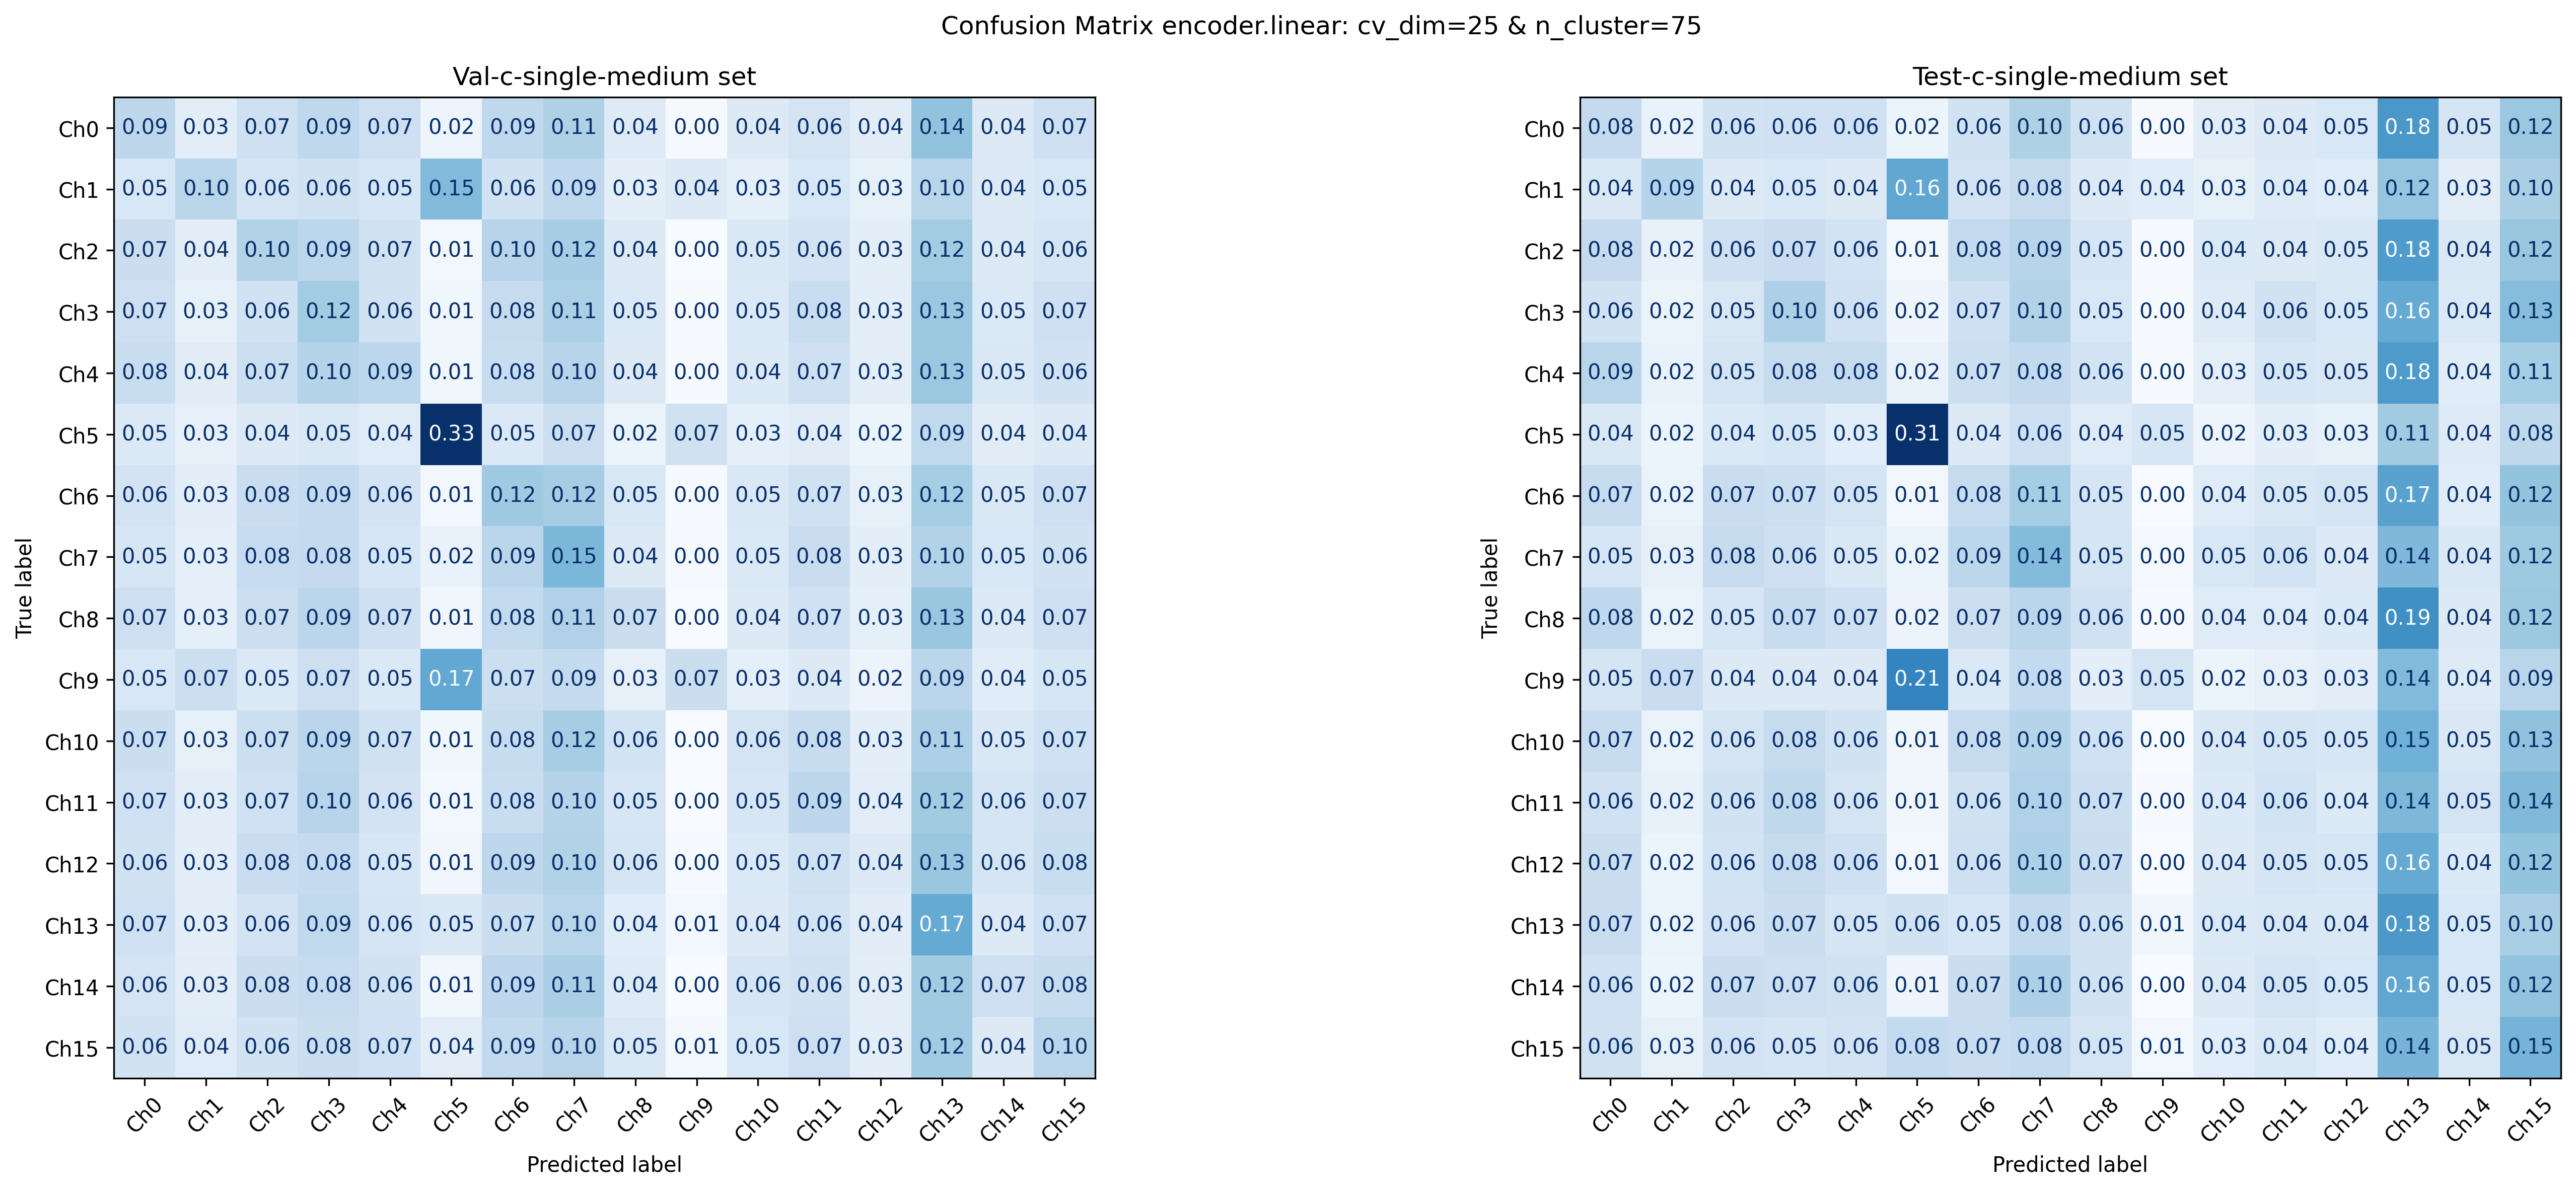 Confusion Matrix encoder.linear: cv_dim=25 & n_cluster=75
Val-c-single-medium set
True label
Ch0 0.09 0.03 0.07 0.09 0.07 0.02 0.09 0.11 0.04 0.00 0.04 0.06 0.04 0.14 0.04 0.07
Ch1 0.05 0.10 0.06 0.06 0.05 0.15 0.06 0.09 0.03 0.04 0.03 0.05 0.03 0.10 0.04 0.05
Ch2 0.07 0.04 0.10 0.09 0.07 0.01 0.10 0.12 0.04 0.00 0.05 0.06 0.03 0.12 0.04 0.06
Ch3 0.07 0.03 0.06 0.12 0.06 0.01 0.08 0.11 0.05 0.00 0.05 0.08 0.03 0.13 0.05 0.07
Ch4 0.08 0.04 0.07 0.10 0.09 0.01 0.08 0.10 0.04 0.00 0.04 0.07 0.03 0.13 0.05 0.06
Ch5 0.05 0.03 0.04 0.05 0.04 0.33 0.05 0.07 0.02 0.07 0.03 0.04 0.02 0.09 0.04 0.04
Ch6 0.06 0.03 0.08 0.09 0.06 0.01 0.12 0.12 0.05 0.00 0.05 0.07 0.03 0.12 0.05 0.07
Ch7 0.05 0.03 0.08 0.08 0.05 0.02 0.09 0.15 0.04 0.00 0.05 0.08 0.03 0.10 0.05 0.06
Ch8 0.07 0.03 0.07 0.09 0.07 0.01 0.08 0.11 0.07 0.00 0.04 0.07 0.03 0.13 0.04 0.07
Ch9 0.05 0.07 0.05 0.07 0.05 0.17 0.07 0.09 0.03 0.07 0.03 0.04 0.02 0.09 0.04 0.05
Ch10 0.07 0.03 0.07 0.09 0.07 0.01 0.08 0.12 0.06 0.00 0.06 0.08 0.03 0.11 0.05 0.07
Ch11 0.07 0.03 0.07 0.10 0.06 0.01 0.08 0.10 0.05 0.00 0.05 0.09 0.04 0.12 0.06 0.07
Ch12 0.06 0.03 0.08 0.08 0.05 0.01 0.09 0.10 0.06 0.00 0.05 0.07 0.04 0.13 0.06 0.08
Ch13 0.07 0.03 0.06 0.09 0.06 0.05 0.07 0.10 0.04 0.01 0.04 0.06 0.04 0.17 0.04 0.07
Ch14 0.06 0.03 0.08 0.08 0.06 0.01 0.09 0.11 0.04 0.00 0.06 0.06 0.03 0.12 0.07 0.08
Ch15 0.06 0.04 0.06 0.08 0.07 0.04 0.09 0.10 0.05 0.01 0.05 0.07 0.03 0.12 0.04 0.10
Ch0 Ch1 Ch2 Ch3 Ch4 Ch5 Ch6 Ch7 Ch8 Ch9 Ch10 Ch11 Ch12 Ch13 Ch14 Ch15
Predicted label
Test-c-single-medium set
True label
Ch0 0.08 0.02 0.06 0.06 0.06 0.02 0.06 0.10 0.06 0.00 0.03 0.04 0.05 0.18 0.05 0.12
Ch1 0.04 0.09 0.04 0.05 0.04 0.16 0.06 0.08 0.04 0.04 0.03 0.04 0.04 0.12 0.03 0.10
Ch2 0.08 0.02 0.06 0.07 0.06 0.01 0.08 0.09 0.05 0.00 0.04 0.04 0.05 0.18 0.04 0.12
Ch3 0.06 0.02 0.05 0.10 0.06 0.02 0.07 0.10 0.05 0.00 0.04 0.06 0.05 0.16 0.04 0.13
Ch4 0.09 0.02 0.05 0.08 0.08 0.02 0.07 0.08 0.06 0.00 0.03 0.05 0.05 0.18 0.04 0.11
Ch5 0.04 0.02 0.04 0.05 0.03 0.31 0.04 0.06 0.04 0.05 0.02 0.03 0.03 0.11 0.04 0.08
Ch6 0.07 0.02 0.07 0.07 0.05 0.01 0.08 0.11 0.05 0.00 0.04 0.05 0.05 0.17 0.04 0.12
Ch7 0.05 0.03 0.08 0.06 0.05 0.02 0.09 0.14 0.05 0.00 0.05 0.06 0.04 0.14 0.04 0.12
Ch8 0.08 0.02 0.05 0.07 0.07 0.02 0.07 0.09 0.06 0.00 0.04 0.04 0.04 0.19 0.04 0.12
Ch9 0.05 0.07 0.04 0.04 0.04 0.21 0.04 0.08 0.03 0.05 0.02 0.03 0.03 0.14 0.04 0.09
Ch10 0.07 0.02 0.06 0.08 0.06 0.01 0.08 0.09 0.06 0.00 0.04 0.05 0.05 0.15 0.05 0.13
Ch11 0.06 0.02 0.06 0.08 0.06 0.01 0.06 0.10 0.07 0.00 0.04 0.06 0.04 0.14 0.05 0.14
Ch12 0.07 0.02 0.06 0.08 0.06 0.01 0.06 0.10 0.07 0.00 0.04 0.05 0.05 0.16 0.04 0.12
Ch13 0.07 0.02 0.06 0.07 0.05 0.06 0.05 0.08 0.06 0.01 0.04 0.04 0.04 0.18 0.05 0.10
Ch14 0.06 0.02 0.07 0.07 0.06 0.01 0.07 0.10 0.06 0.00 0.04 0.05 0.05 0.16 0.05 0.12
Ch15 0.06 0.03 0.06 0.05 0.06 0.08 0.07 0.08 0.05 0.01 0.03 0.04 0.04 0.14 0.05 0.15
Ch0 Ch1 Ch2 Ch3 Ch4 Ch5 Ch6 Ch7 Ch8 Ch9 Ch10 Ch11 Ch12 Ch13 Ch14 Ch15
Predicted label